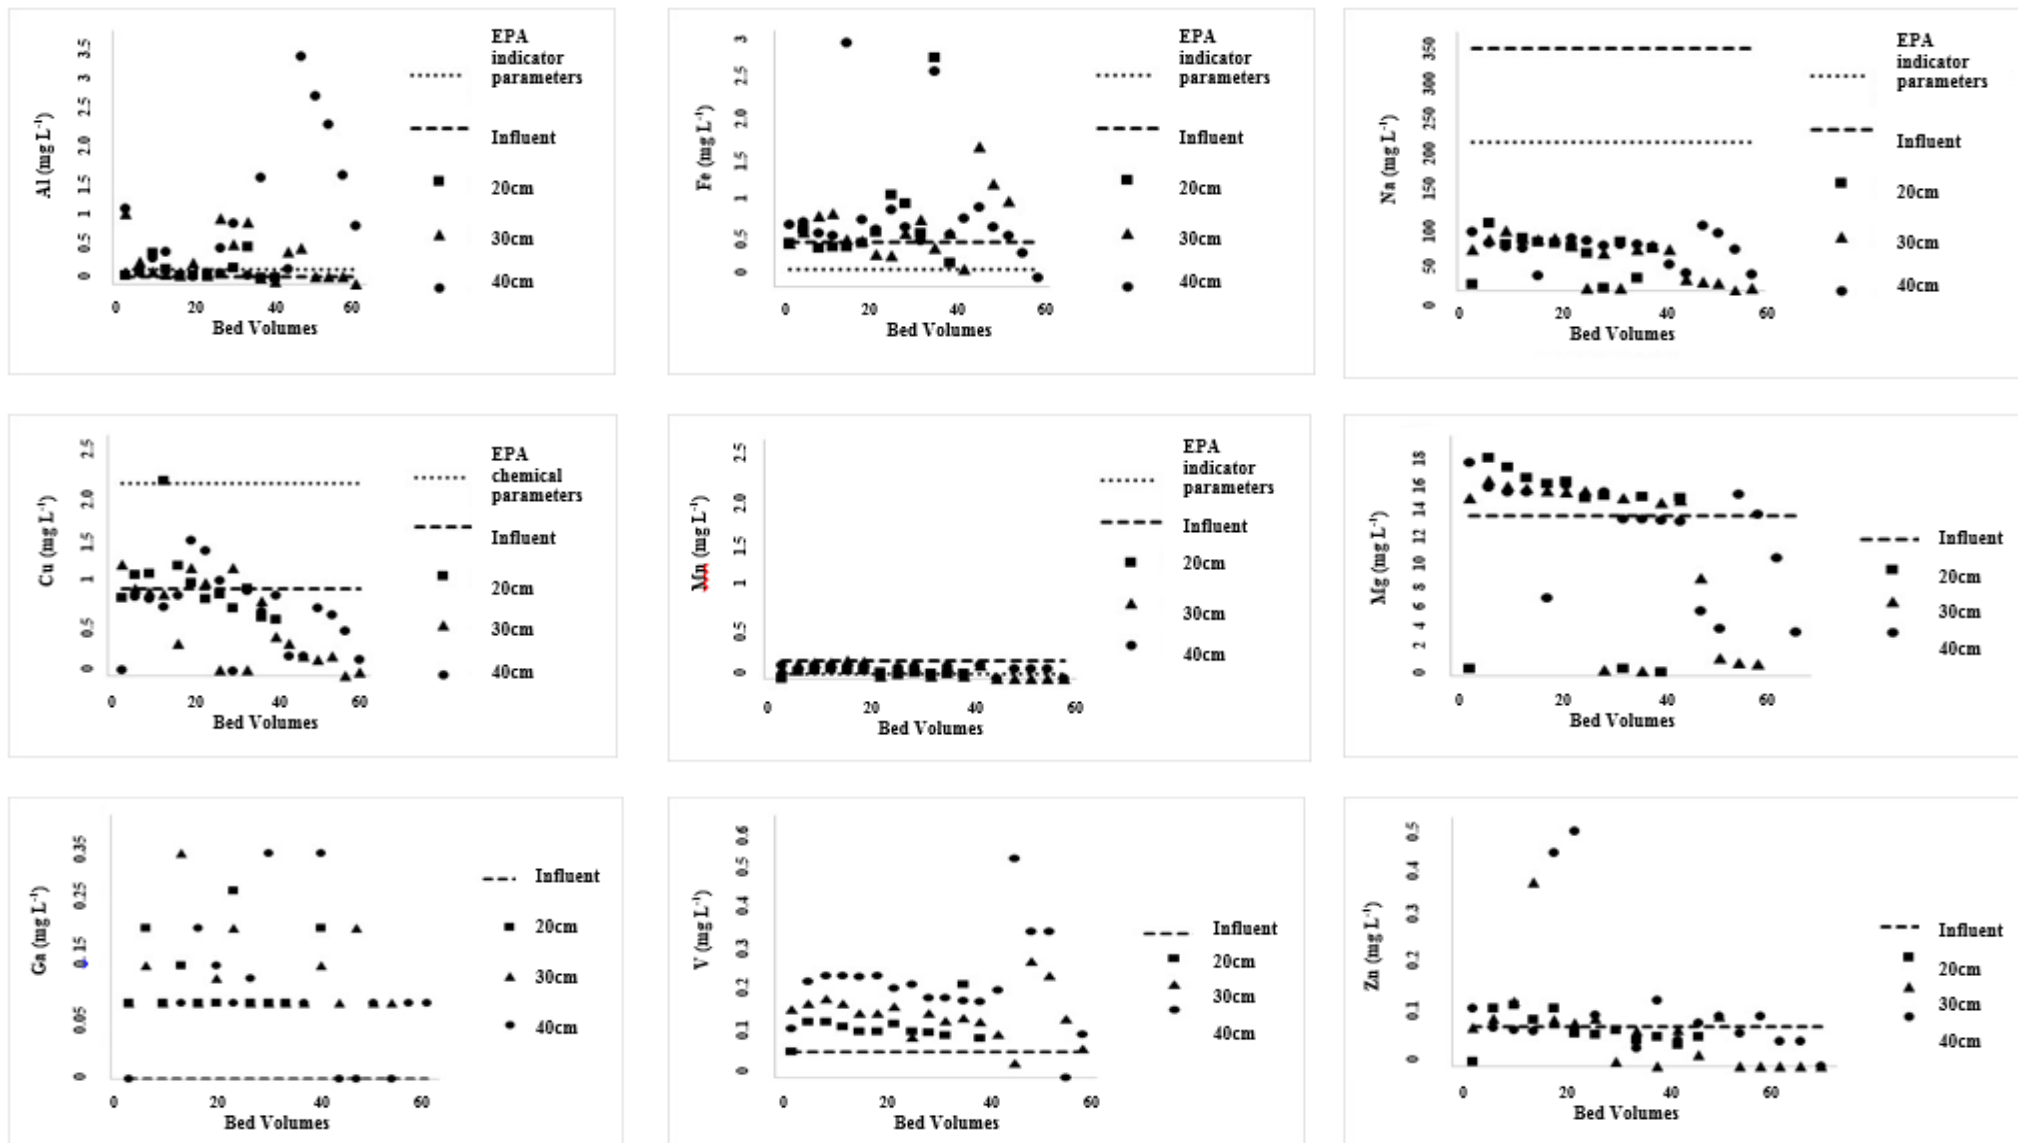 Al (mg L-1)
3.5
3
2.5
2.0
1.5
1
0.5
0
0
20
40
60
Bed Volumes
EPA
indicator
parameters
Influent
20cm
30cm
40cm
Fe (mg L-1)
3
2.5
2.0
1.5
1
0.5
0
0
20
40
60
Bed Volumes
EPA
indicator
parameters
Influent
20cm
30cm
40cm
Na (mg L-1)
350
300
250
200
150
100
50
0
0
20
40
60
Bed Volumes
EPA
indicator
parameters
Influent
20cm
30cm
40cm
Cu (mg L-1)
2.5
2.0
1.5
1
0.5
0
0
20
40
60
Bed Volumes
EPA
chemical
parameters
Influent
20cm
30cm
40cm
Mn (mg L-1)
2.5
2.0
1.5
1
0.5
0
0
20
40
60
Bed Volumes
EPA
indicator
parameters
Influent
20cm
30cm
40cm
Mg (mg L-1)
18
16
14
12
10
8
6
4
2
0
0
20
40
60
Bed Volumes
Influent
20cm
30cm
40cm
Ga (mg L-1)
0.35
0.25
0.15
0.05
0
0
20
40
60
Bed Volumes
Influent
20cm
30cm
40cm
V (mg L-1)
0.6
0.5
0.4
0.3
0.2
0.1
0
0
20
40
60
Bed Volumes
Influent
20cm
30cm
40cm
Zn (mg L-1)
0.5
0.4
0.3
0.2
0.1
0
0
20
40
60
Bed Volumes
Influent
20cm
30cm
40cm